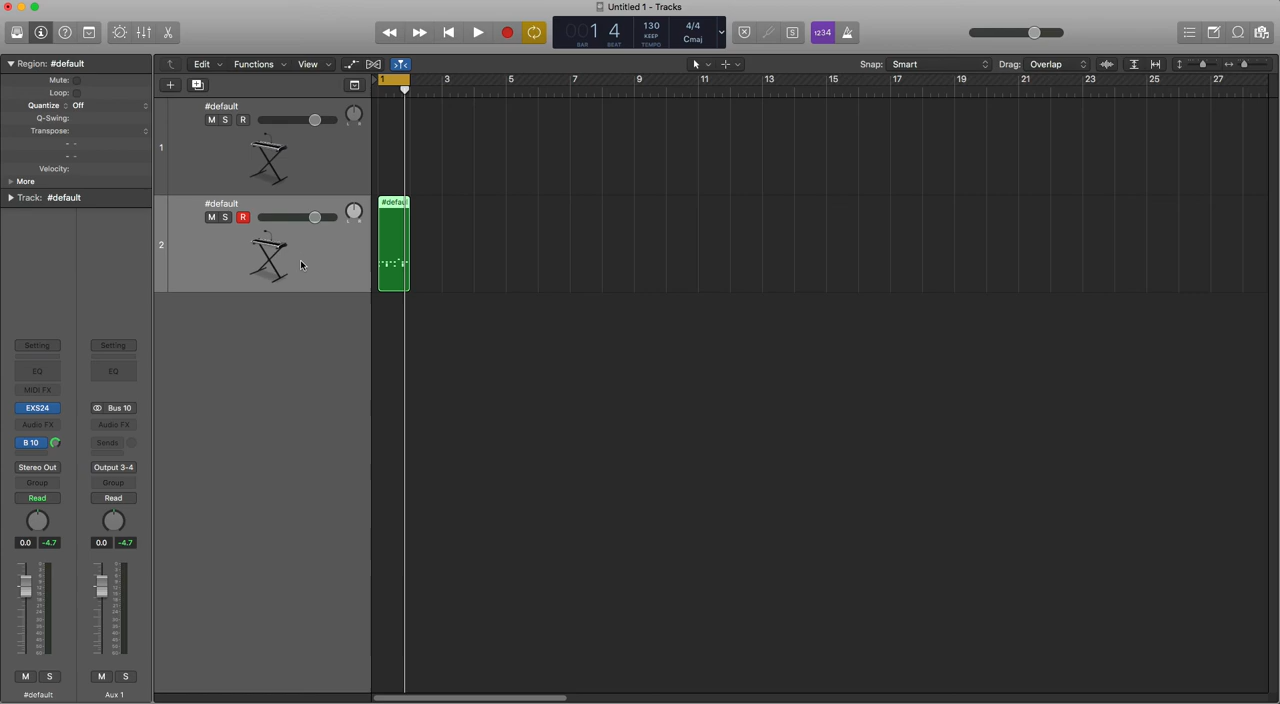 Untitled 1 - Tracks
001 4
BAR BEAT
130
KEEP
TEMPO
4/4
Cmaj
S
1234
Region: #default
Edit Functions View
Snap: Smart
Drag: Overlap
Mute:
Loop:
Quantize Off
Q-Swing:
Transpose:
- -
- -
Velocity:
More
Track: #default
1 3 5 7 9 11 13 15 17 19 21 23 25 27
1
#default
M S R
L R
2
#default
M S R
L R
#defaul
Setting Setting
EQ EQ
MIDI FX
EXS24 Bus 10
Audio FX Audio FX
B 10 Sends
Stereo Out Output 3-4
Group Group
Read Read
0.0 -4.7 0.0 -4.7
M S M S
#default Aux 1